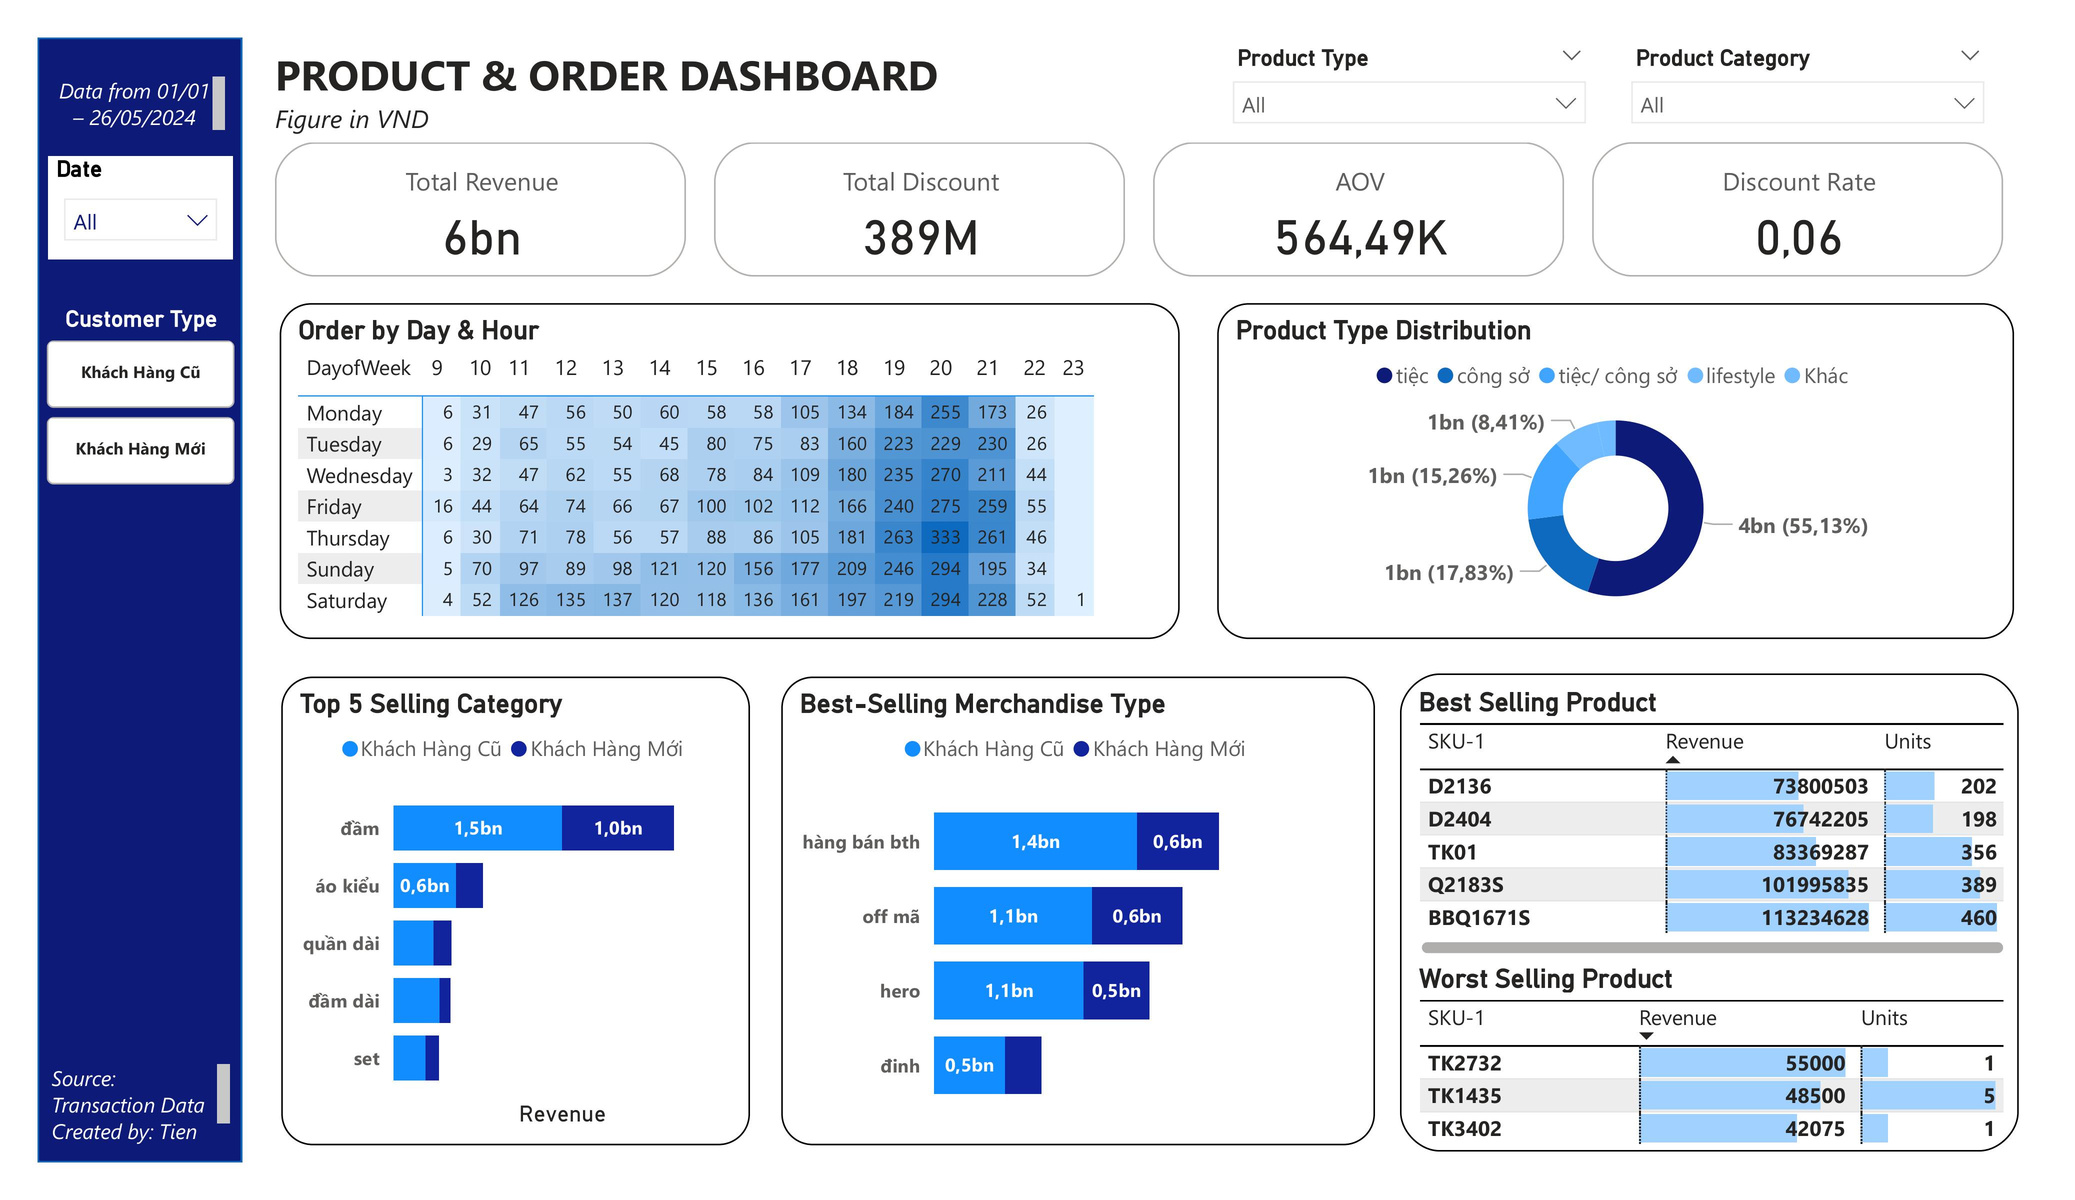 Data from 01/01
– 26/05/2024
Date
All
Customer Type
Khách Hàng Cũ
Khách Hàng Mới
Source:
Transaction Data
Created by: Tien
PRODUCT & ORDER DASHBOARD
Figure in VND
Product Type
All
Product Category
All
Total Revenue
6bn
Total Discount
389M
AOV
564,49K
Discount Rate
0,06
Order by Day & Hour
DayofWeek 9 10 11 12 13 14 15 16 17 18 19 20 21 22 23
Monday 6 31 47 56 50 60 58 58 105 134 184 255 173 26
Tuesday 6 29 65 55 54 45 80 75 83 160 223 229 230 26
Wednesday 3 32 47 62 55 68 78 84 109 180 235 270 211 44
Friday 16 44 64 74 66 67 100 102 112 166 240 275 259 55
Thursday 6 30 71 78 56 57 88 86 105 181 263 333 261 46
Sunday 5 70 97 89 98 121 120 156 177 209 246 294 195 34
Saturday 4 52 126 135 137 120 118 136 161 197 219 294 228 52 1
Product Type Distribution
tiệc công sở tiệc/ công sở lifestyle Khác
1bn (8,41%)
1bn (15,26%)
4bn (55,13%)
1bn (17,83%)
Top 5 Selling Category
Khách Hàng Cũ Khách Hàng Mới
đầm 1,5bn 1,0bn
áo kiểu 0,6bn
quần dài
đầm dài
set
Revenue
Best-Selling Merchandise Type
Khách Hàng Cũ Khách Hàng Mới
hàng bán bth 1,4bn 0,6bn
off mã 1,1bn 0,6bn
hero 1,1bn 0,5bn
đinh 0,5bn
Best Selling Product
SKU-1 Revenue Units
D2136 73800503 202
D2404 76742205 198
TK01 83369287 356
Q2183S 101995835 389
BBQ1671S 113234628 460
Worst Selling Product
SKU-1 Revenue Units
TK2732 55000 1
TK1435 48500 5
TK3402 42075 1